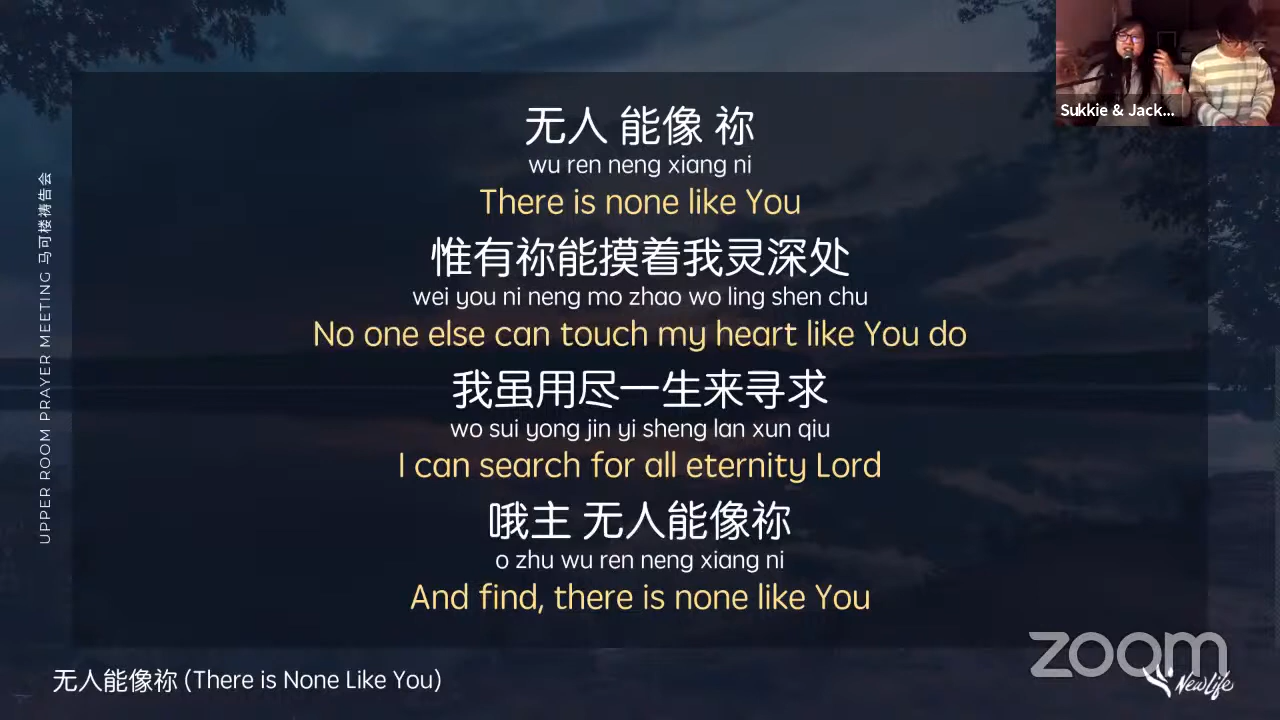 Sukkie & Jack...
无人 能像 祢
wu ren neng xiang ni
There is none like You
惟有祢能摸着我灵深处
wei you ni neng mo zhao wo ling shen chu
No one else can touch my heart like You do
我虽用尽一生来寻求
wo sui yong jin yi sheng lan xun qiu
I can search for all eternity Lord
哦主 无人能像祢
o zhu wu ren neng xiang ni
And find, there is none like You
UPPER ROOM PRAYER MEETING 马可楼祷告会
zoom
New Life
无人能像祢 (There is None Like You)